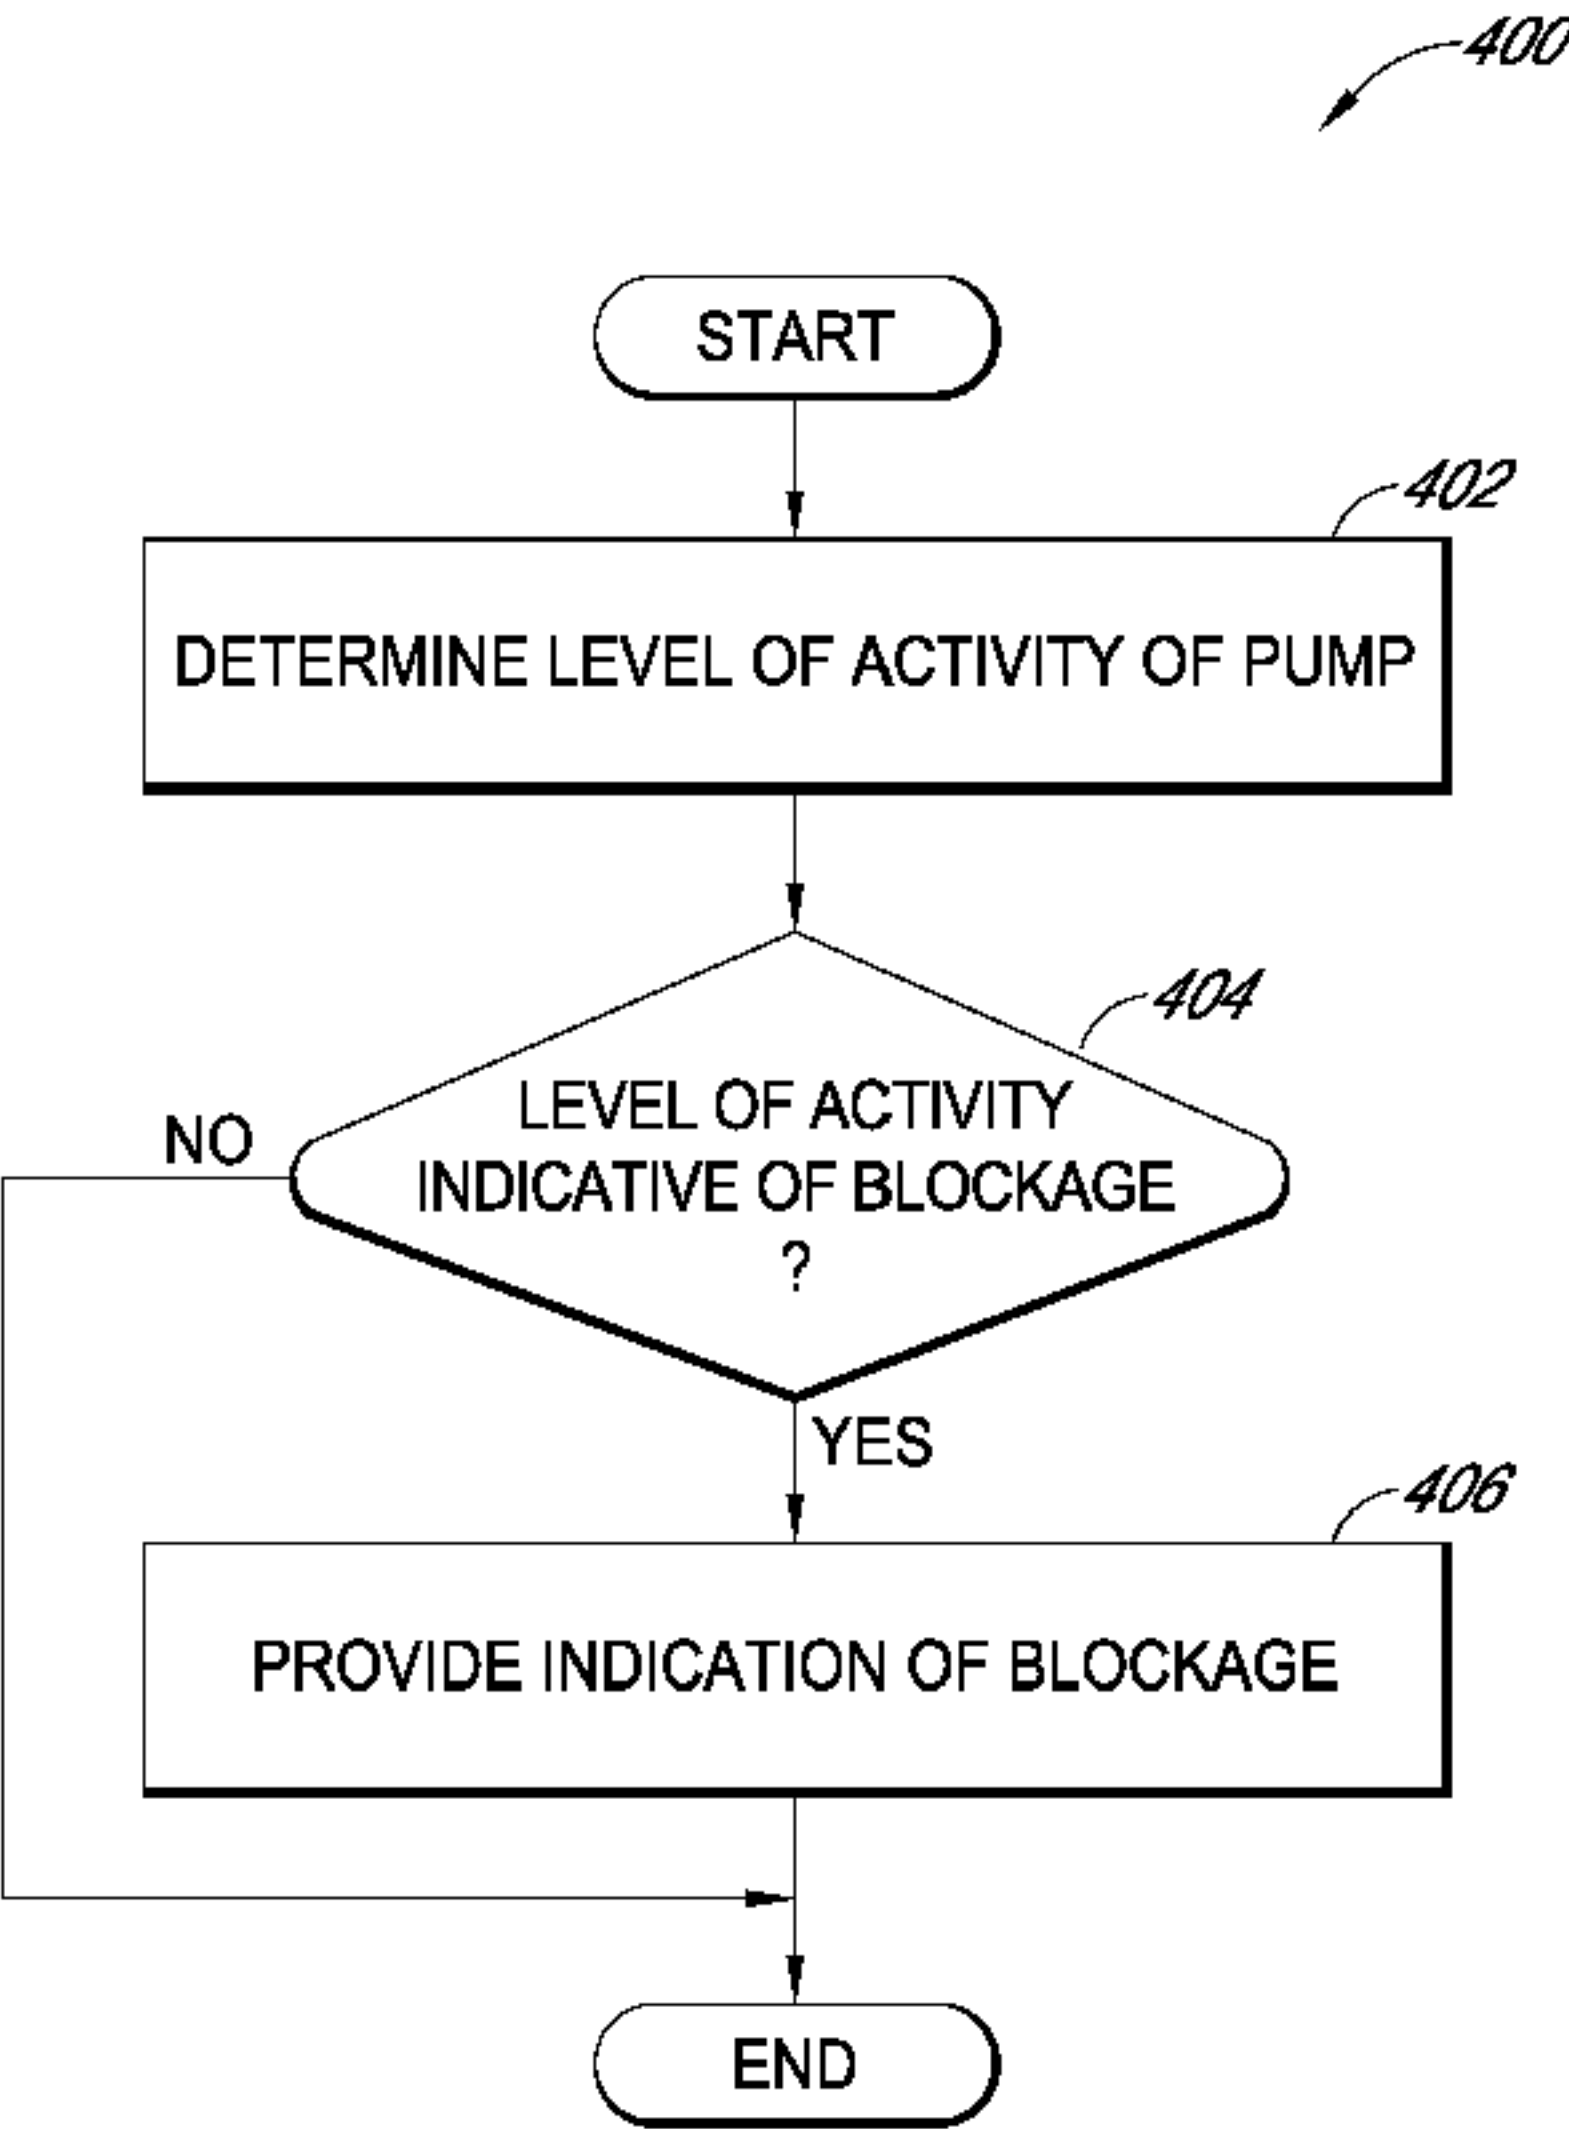 400
START
402
DETERMINE LEVEL OF ACTIVITY OF PUMP
404
LEVEL OF ACTIVITY
INDICATIVE OF BLOCKAGE
?
NO
YES
406
PROVIDE INDICATION OF BLOCKAGE
END